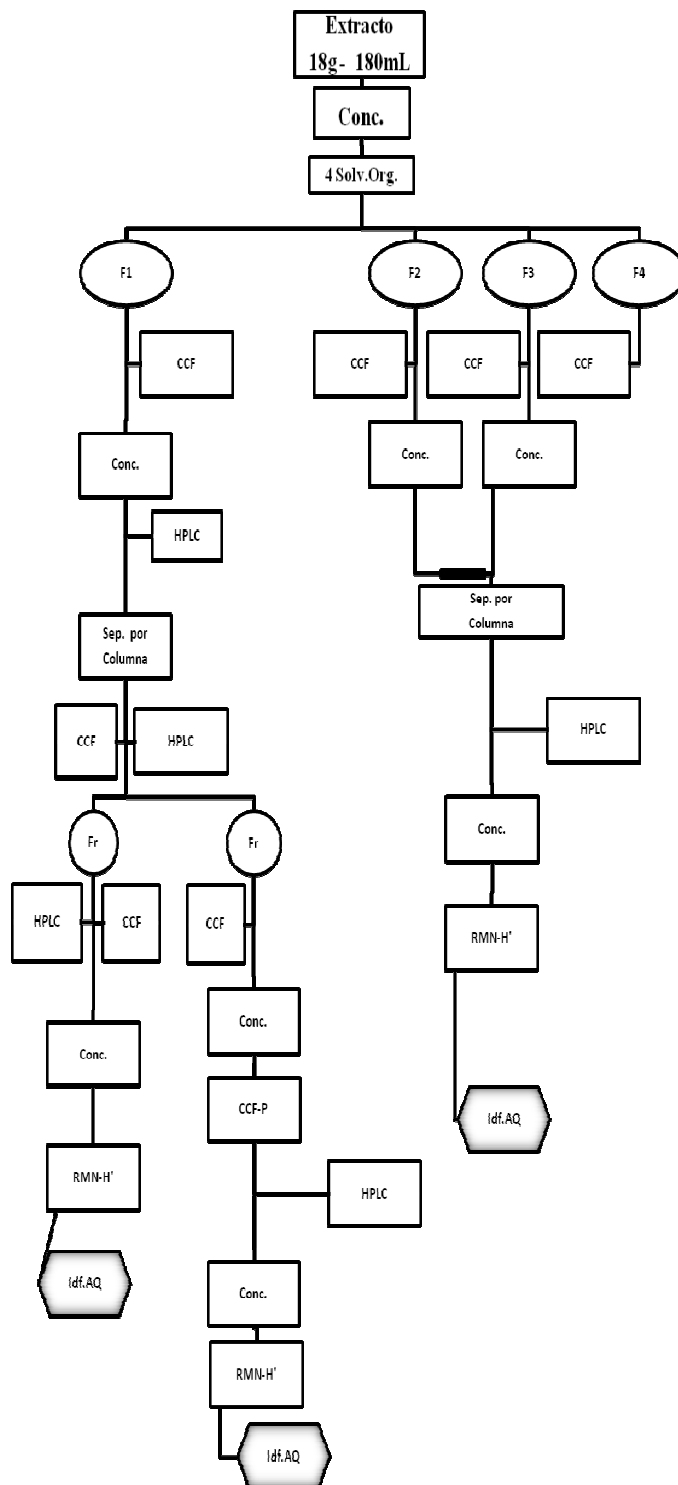 Extracto
18g- 180mL
Conc.
4 Solv.Org.
F1
F2
F3
F4
CCF
CCF
CCF
CCF
Conc.
Conc.
Conc.
HPLC
Sep. por
Columna
Sep. por
Columna
CCF
HPLC
HPLC
Fr
Fr
Conc.
HPLC
CCF
CCF
RMN-H'
Conc.
Conc.
CCF-P
Idf.AQ
RMN-H'
HPLC
Idf.AQ
Conc.
RMN-H'
Idf.AQ